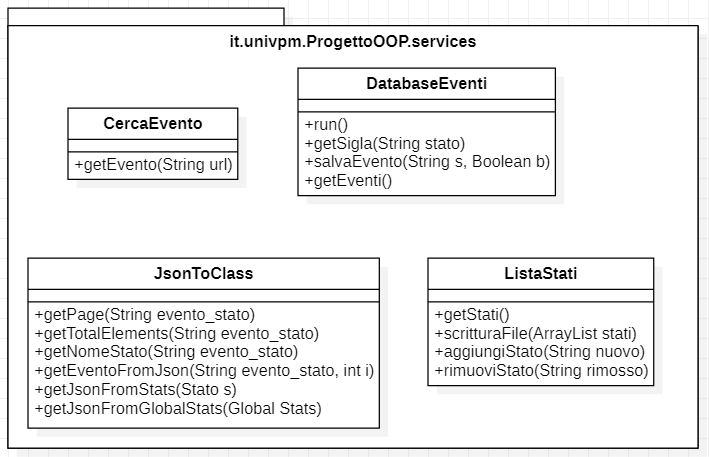 it.univpm.ProgettoOOP.services
CercaEvento
+getEvento(String url)
DatabaseEventi
+run()
+getSigla(String stato)
+salvaEvento(String s, Boolean b)
+getEventi()
JsonToClass
+getPage(String evento_stato)
+getTotalElements(String evento_stato)
+getNomeStato(String evento_stato)
+getEventoFromJson(String evento_stato, int i)
+getJsonFromStats(Stato s)
+getJsonFromGlobalStats(Global Stats)
ListaStati
+getStati()
+scritturaFile(ArrayList stati)
+aggiungiStato(String nuovo)
+rimuoviStato(String rimosso)